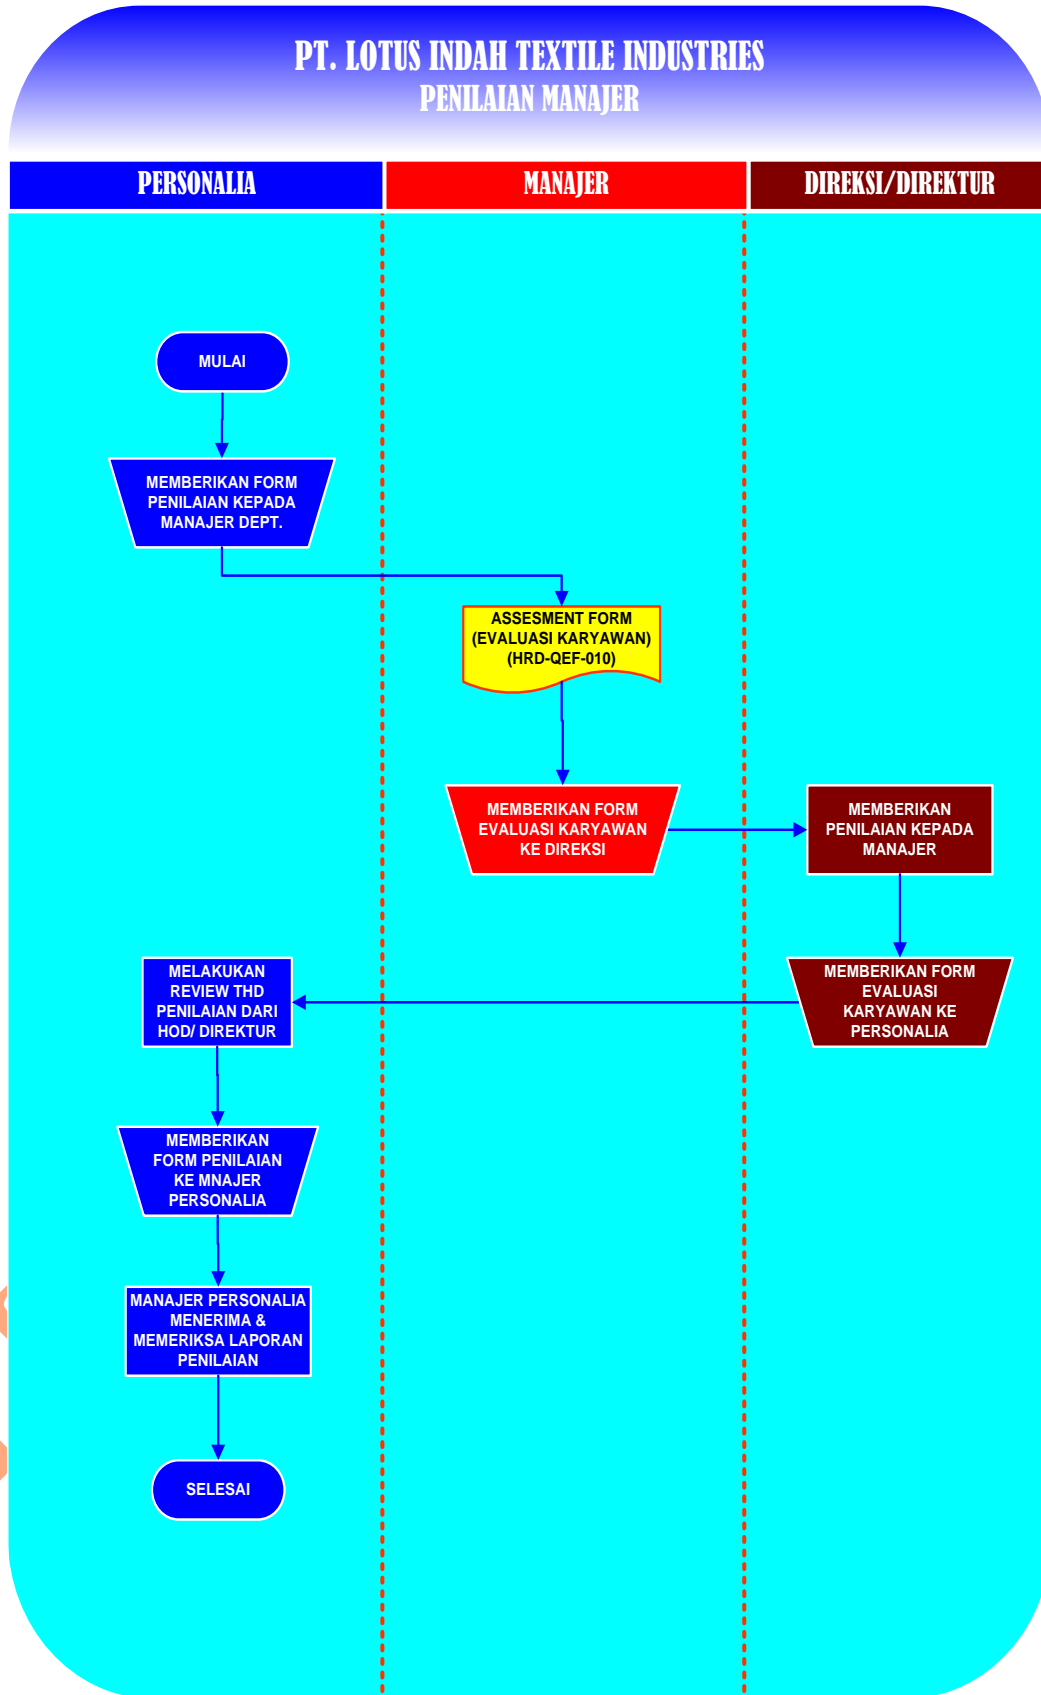 PT. LOTUS INDAH TEXTILE INDUSTRIES
PENILAIAN MANAJER
PERSONALIA
MANAJER
DIREKSI/DIREKTUR
MULAI
MEMBERIKAN FORM
PENILAIAN KEPADA
MANAJER DEPT.
ASSESMENT FORM
(EVALUASI KARYAWAN)
(HRD-QEF-010)
MEMBERIKAN FORM
EVALUASI KARYAWAN
KE DIREKSI
MEMBERIKAN
PENILAIAN KEPADA
MANAJER
MEMBERIKAN FORM
EVALUASI
KARYAWAN KE
PERSONALIA
MELAKUKAN
REVIEW THD
PENILAIAN DARI
HOD/ DIREKTUR
MEMBERIKAN
FORM PENILAIAN
KE MNAJER
PERSONALIA
MANAJER PERSONALIA
MENERIMA &
MEMERIKSA LAPORAN
PENILAIAN
SELESAI